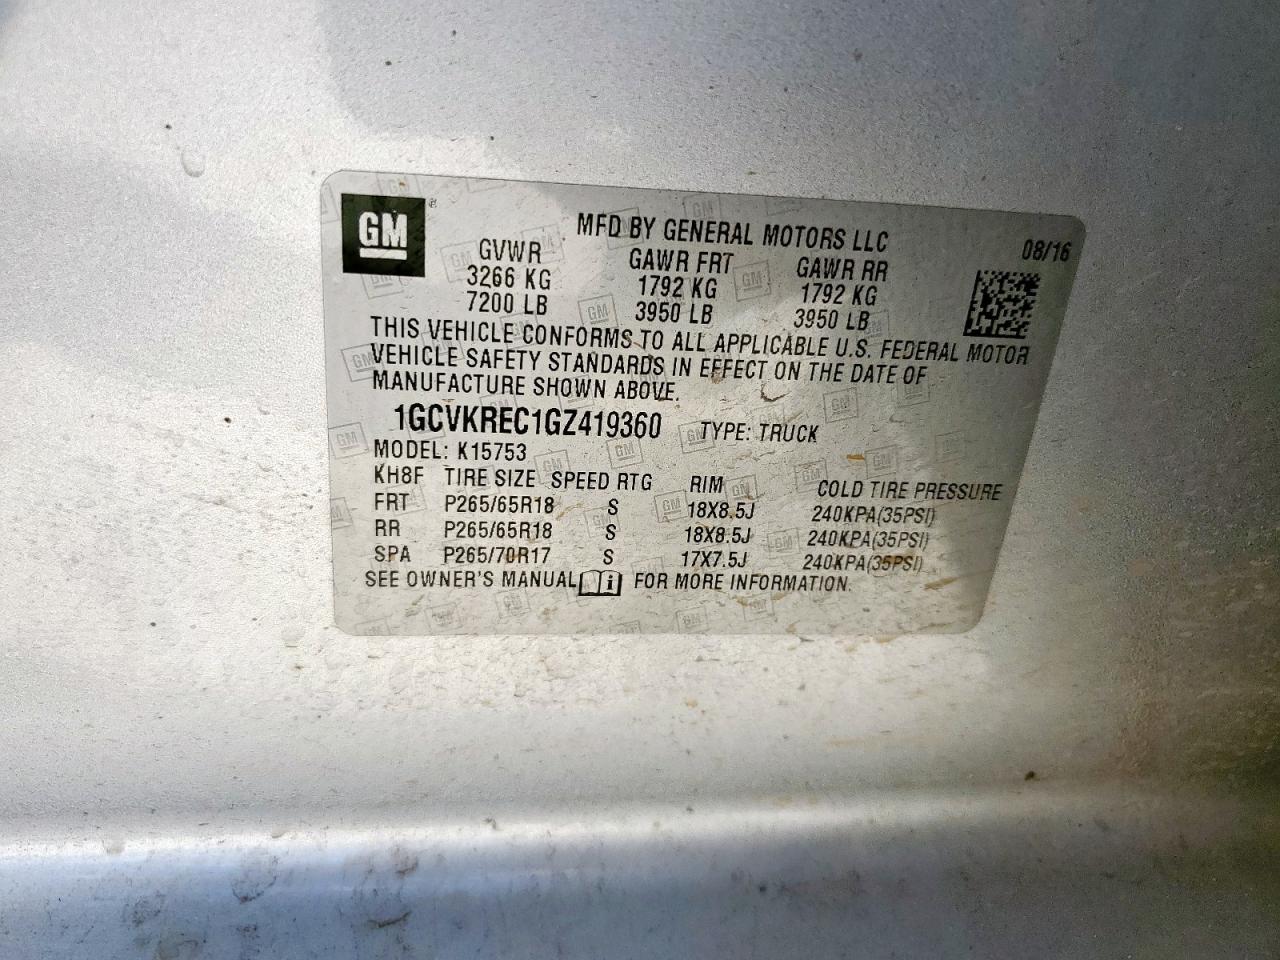 GM®
MFD BY GENERAL MOTORS LLC 08/16
GVWR GAWR FRT GAWR RR
3266 KG 1792 KG 1792 KG
7200 LB 3950 LB 3950 LB
THIS VEHICLE CONFORMS TO ALL APPLICABLE U.S. FEDERAL MOTOR
VEHICLE SAFETY STANDARDS IN EFFECT ON THE DATE OF
MANUFACTURE SHOWN ABOVE.
1GCVKREC1GZ419360 TYPE: TRUCK
MODEL: K15753
KH8F TIRE SIZE SPEED RTG RIM COLD TIRE PRESSURE
FRT P265/65R18 S 18X8.5J 240KPA(35PSI)
RR P265/65R18 S 18X8.5J 240KPA(35PSI)
SPA P265/70R17 S 17X7.5J 240KPA(35PSI)
SEE OWNER'S MANUAL i FOR MORE INFORMATION.